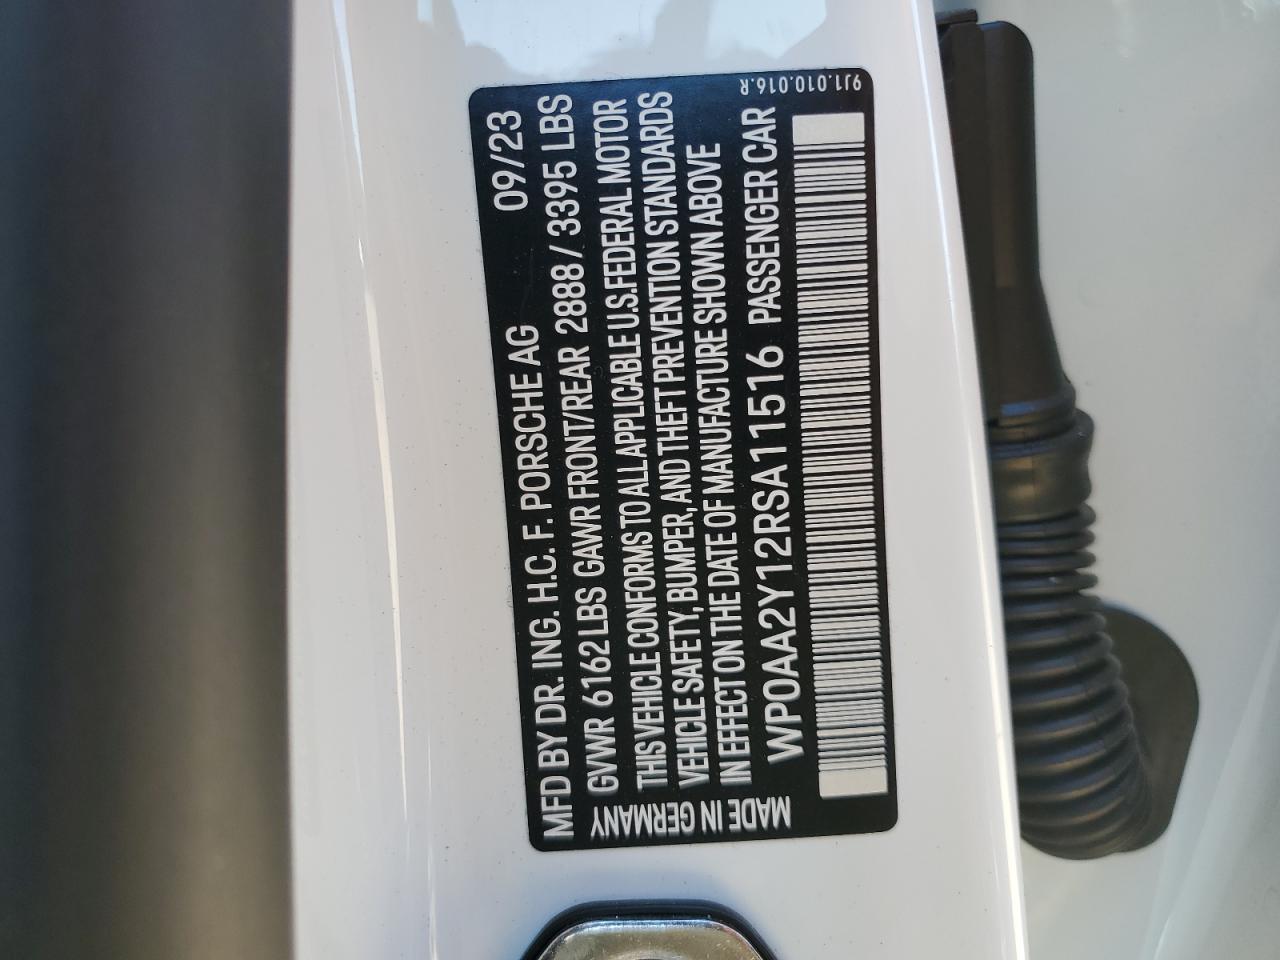 MFD BY DR. ING. H.C. F. PORSCHE AG 09/23
GVWR 6162 LBS GAWR FRONT/REAR 2888 / 3395 LBS
THIS VEHICLE CONFORMS TO ALL APPLICABLE U.S. FEDERAL MOTOR
VEHICLE SAFETY, BUMPER, AND THEFT PREVENTION STANDARDS
IN EFFECT ON THE DATE OF MANUFACTURE SHOWN ABOVE
WP0AA2Y12RSA11516 PASSENGER CAR
MADE IN GERMANY
9J1.010.016.R